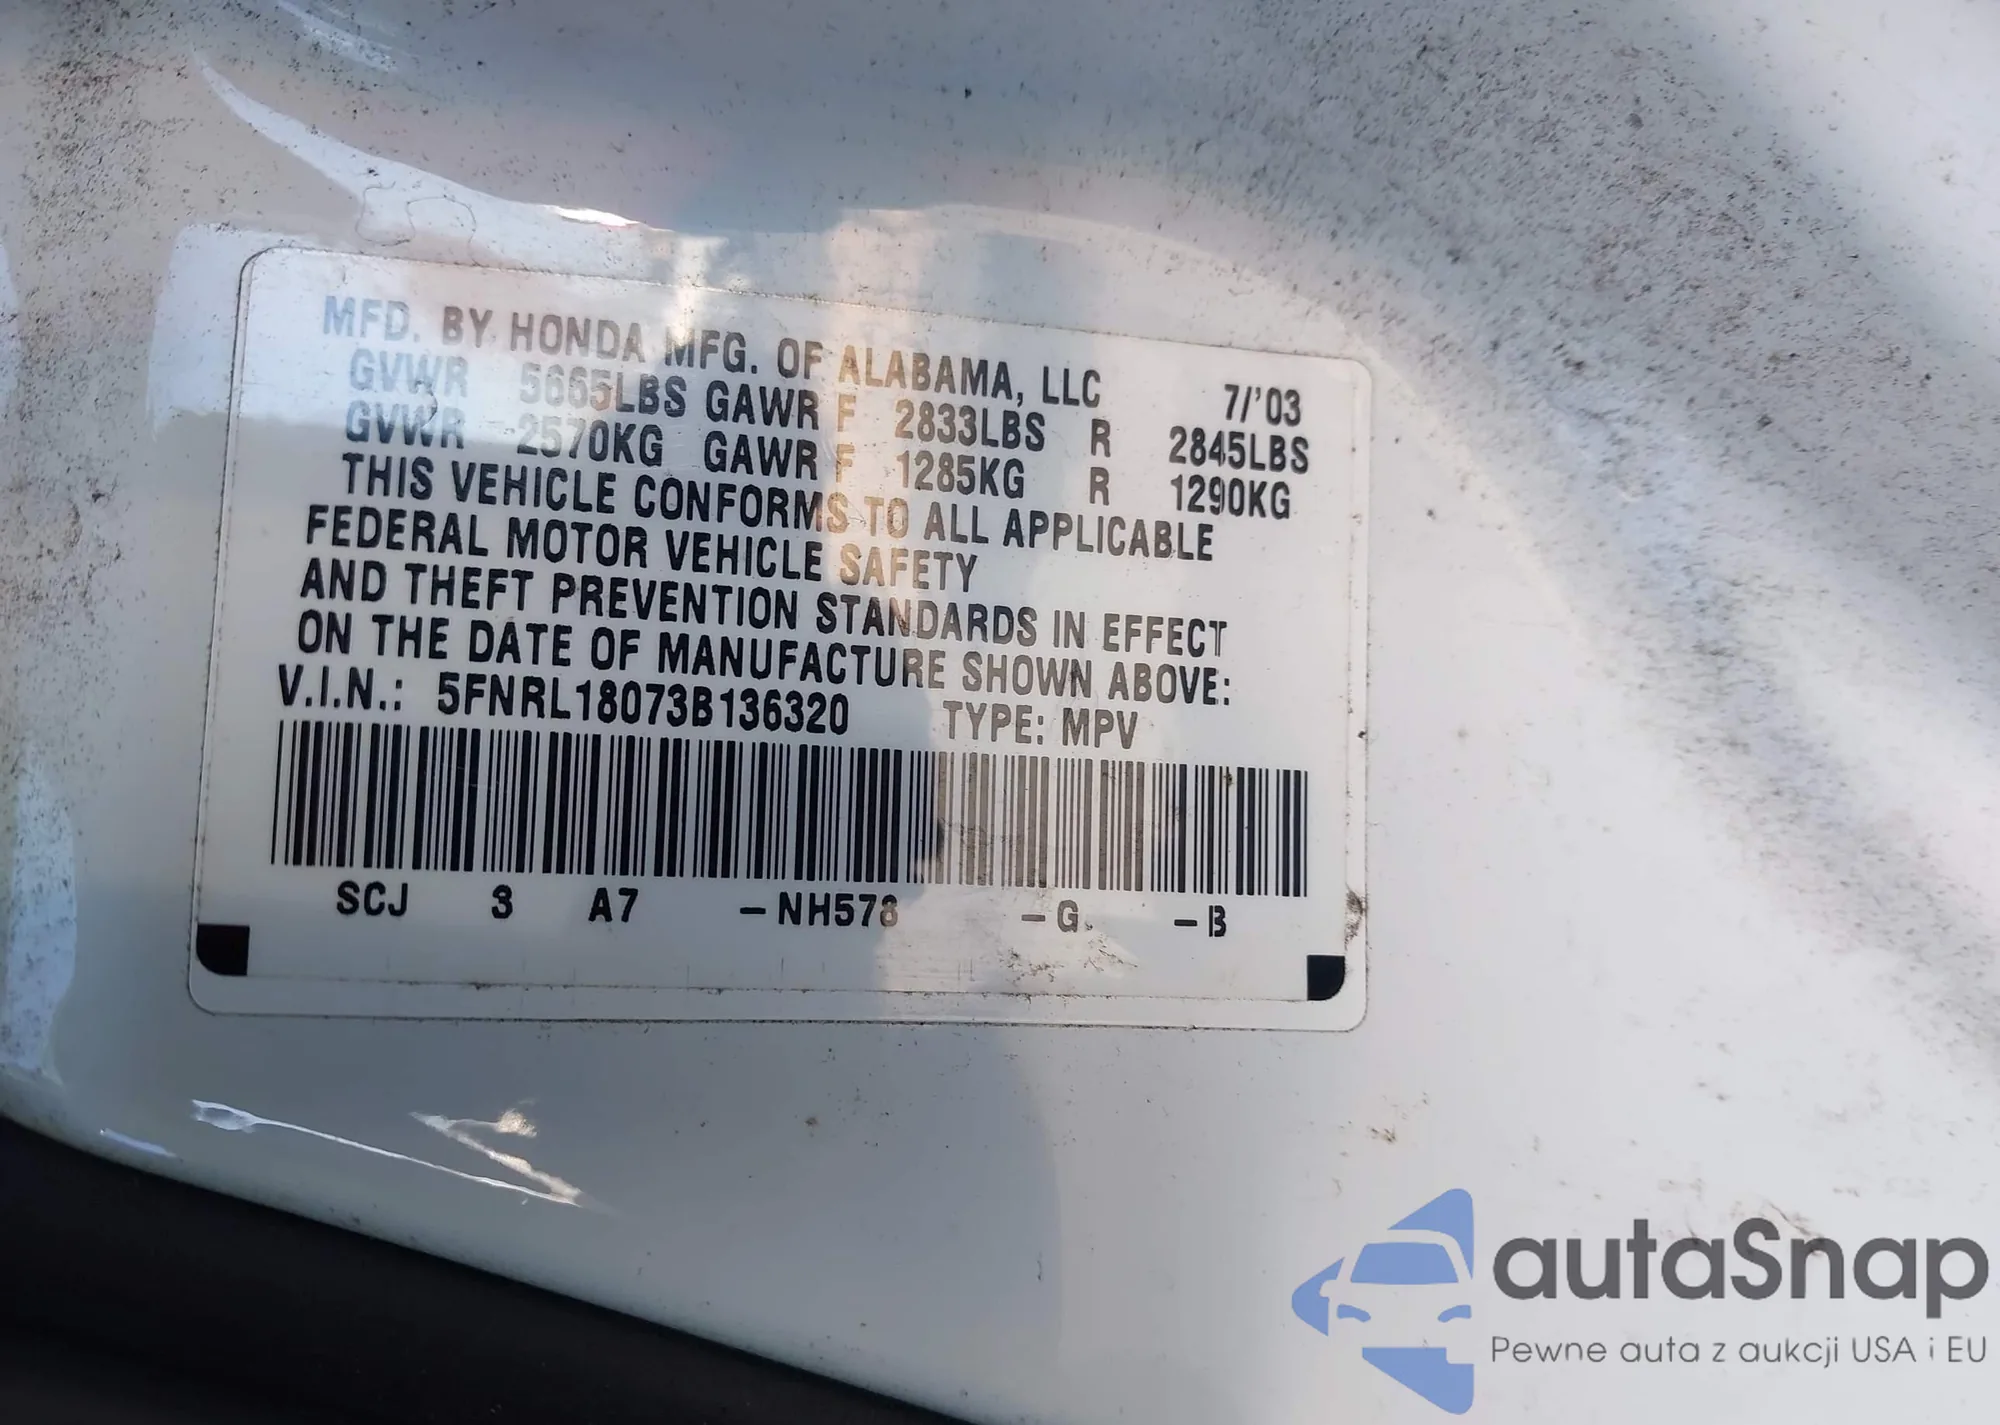 MFD. BY HONDA MFG. OF ALABAMA, LLC 7/'03
GVWR 5665LBS GAWR F 2833LBS R 2845LBS
GVWR 2570KG GAWR F 1285KG R 1290KG
THIS VEHICLE CONFORMS TO ALL APPLICABLE
FEDERAL MOTOR VEHICLE SAFETY
AND THEFT PREVENTION STANDARDS IN EFFECT
ON THE DATE OF MANUFACTURE SHOWN ABOVE:
V.I.N.: 5FNRL18073B136320 TYPE: MPV
SCJ 3 A7 -NH578 -G -B
autaSnap
Pewne auta z aukcji USA i EU